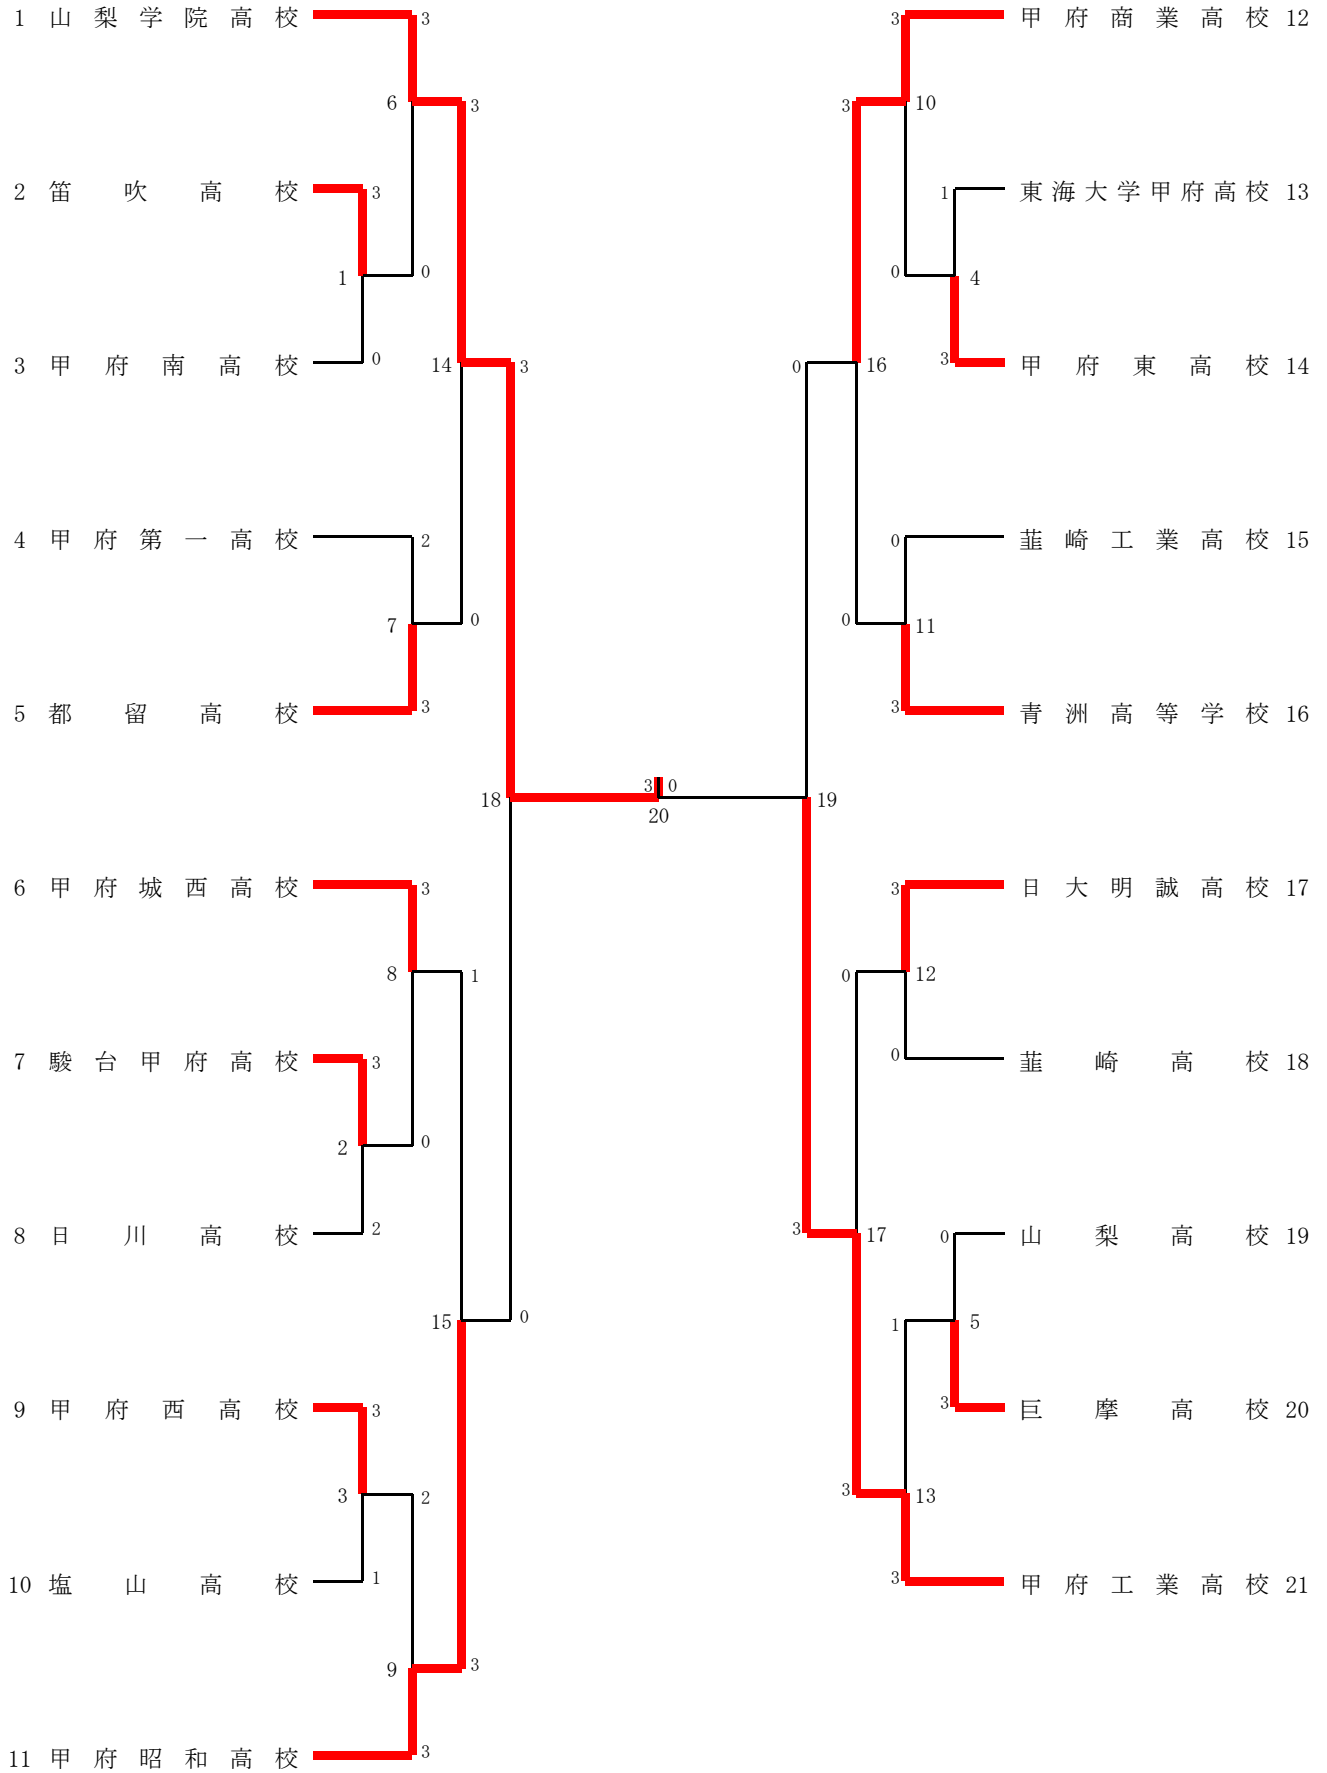 1 山梨学院高校 3 3 甲府商業高校 12
6 3 3 10
2 笛吹高校 3 1 東海大学甲府高校 13
1 0 0 4
3 甲府南高校 0 14 3 0 16 3 甲府東高校 14
4 甲府第一高校 2 0 韮崎工業高校 15
7 0 0 11
5 都留高校 3 3 青洲高等学校 16
18 3 0 19
20
6 甲府城西高校 3 3 日大明誠高校 17
8 1 0 12
7 駿台甲府高校 3 0 韮崎高校 18
2 0
8 日川高校 2 3 17 0 山梨高校 19
15 0 1 5
9 甲府西高校 3 3 巨摩高校 20
3 2 3 13
10 塩山高校 1 3 甲府工業高校 21
9 3
11 甲府昭和高校 3